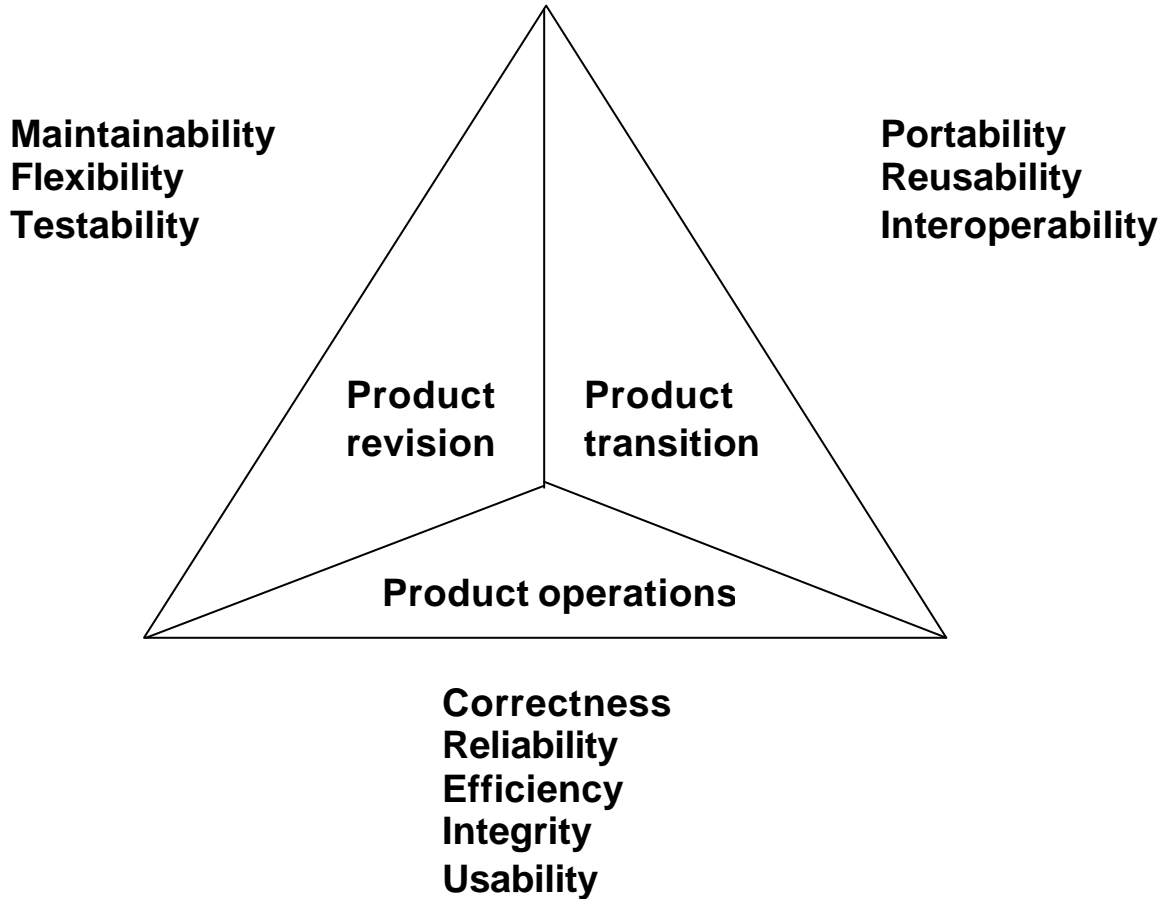 Maintainability
Flexibility
Testability
Portability
Reusability
Interoperability
Product
revision
Product
transition
Product operations
Correctness
Reliability
Efficiency
Integrity
Usability